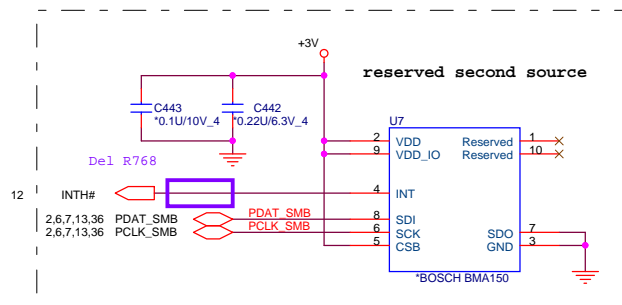 +3V
reserved second source
C443
*0.1U/10V_4
C442
*0.22U/6.3V_4
U7
2 VDD Reserved 1
9 VDD_IO Reserved 10
Del R768
12 INTH# 4 INT
2,6,7,13,36 PDAT_SMB PDAT_SMB 8 SDI SDO 7
2,6,7,13,36 PCLK_SMB PCLK_SMB 6 SCK GND 3
5 CSB
*BOSCH BMA150